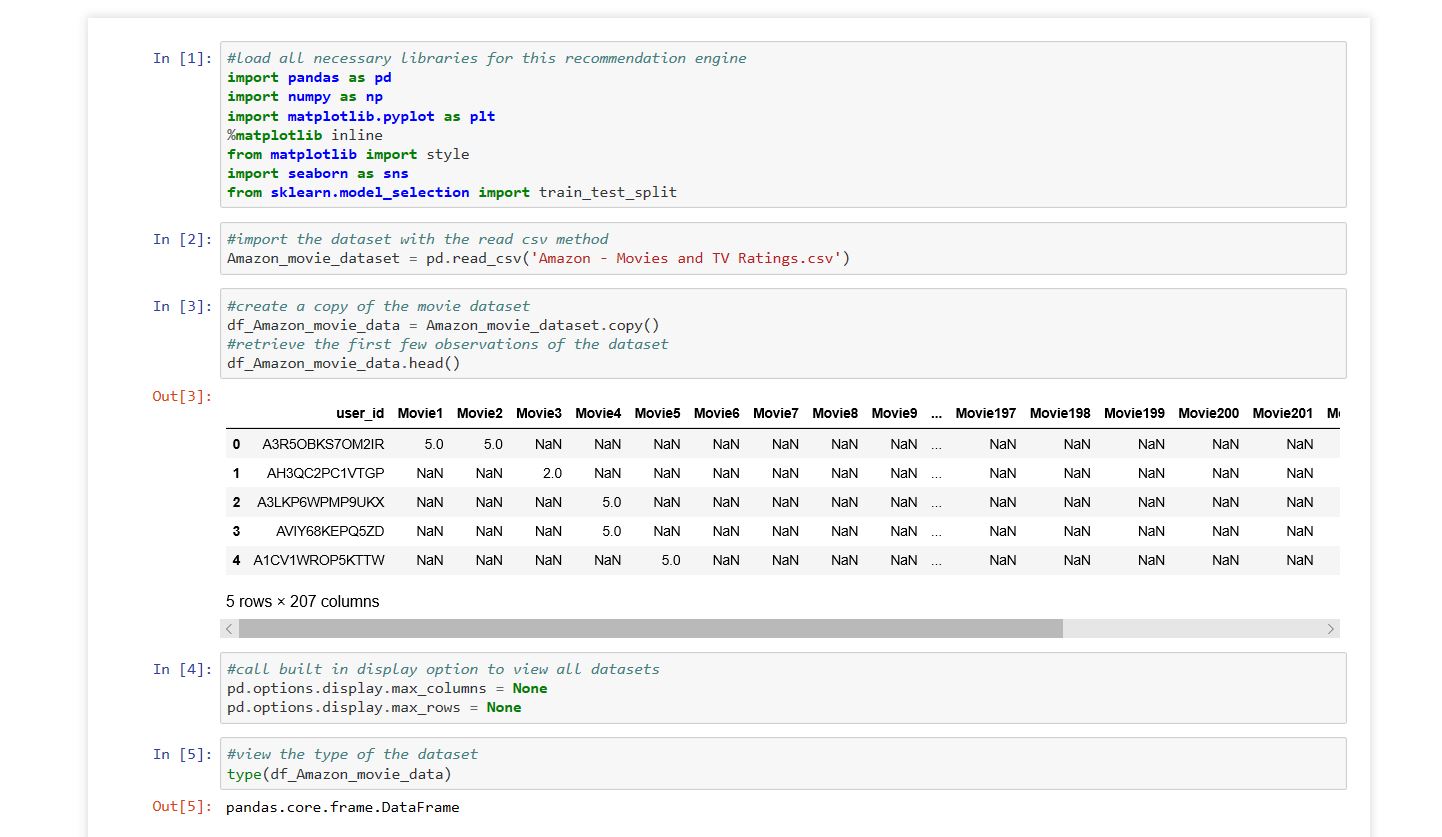 In [1]: #load all necessary libraries for this recommendation engine
import pandas as pd
import numpy as np
import matplotlib.pyplot as plt
%matplotlib inline
from matplotlib import style
import seaborn as sns
from sklearn.model_selection import train_test_split
In [2]: #import the dataset with the read csv method
Amazon_movie_dataset = pd.read_csv('Amazon - Movies and TV Ratings.csv')
In [3]: #create a copy of the movie dataset
df_Amazon_movie_data = Amazon_movie_dataset.copy()
#retrieve the first few observations of the dataset
df_Amazon_movie_data.head()
Out[3]:
user_id Movie1 Movie2 Movie3 Movie4 Movie5 Movie6 Movie7 Movie8 Movie9 ... Movie197 Movie198 Movie199 Movie200 Movie201
0 A3R5OBKS7OM2IR 5.0 5.0 NaN NaN NaN NaN NaN NaN NaN ... NaN NaN NaN NaN NaN
1 AH3QC2PC1VTGP NaN NaN 2.0 NaN NaN NaN NaN NaN NaN ... NaN NaN NaN NaN NaN
2 A3LKP6WPMP9UKX NaN NaN NaN 5.0 NaN NaN NaN NaN NaN ... NaN NaN NaN NaN NaN
3 AVIY68KEPQ5ZD NaN NaN NaN 5.0 NaN NaN NaN NaN NaN ... NaN NaN NaN NaN NaN
4 A1CV1WROP5KTTW NaN NaN NaN NaN 5.0 NaN NaN NaN NaN ... NaN NaN NaN NaN NaN
5 rows × 207 columns
In [4]: #call built in display option to view all datasets
pd.options.display.max_columns = None
pd.options.display.max_rows = None
In [5]: #view the type of the dataset
type(df_Amazon_movie_data)
Out[5]: pandas.core.frame.DataFrame